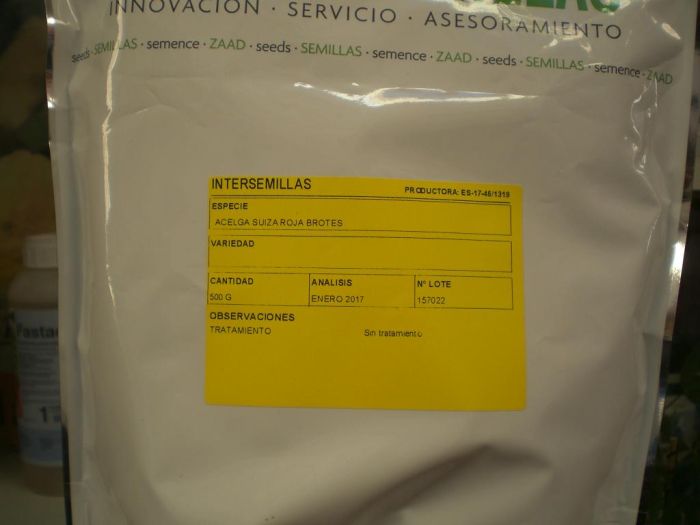 INNOVACIÓN · SERVICIO · ASESORAMIENTO
seeds · SEMILLAS · semence · ZAAD · seeds · SEMILLAS · semence · ZAAD · seeds · SEMILLAS · semence · ZAAD
INTERSEMILLAS
PRODUCTORA: ES-17-46/1319
ESPECIE
ACELGA SUIZA ROJA BROTES
VARIEDAD
CANTIDAD ANALISIS Nº LOTE
500 G ENERO 2017 157022
OBSERVACIONES
TRATAMIENTO Sin tratamiento